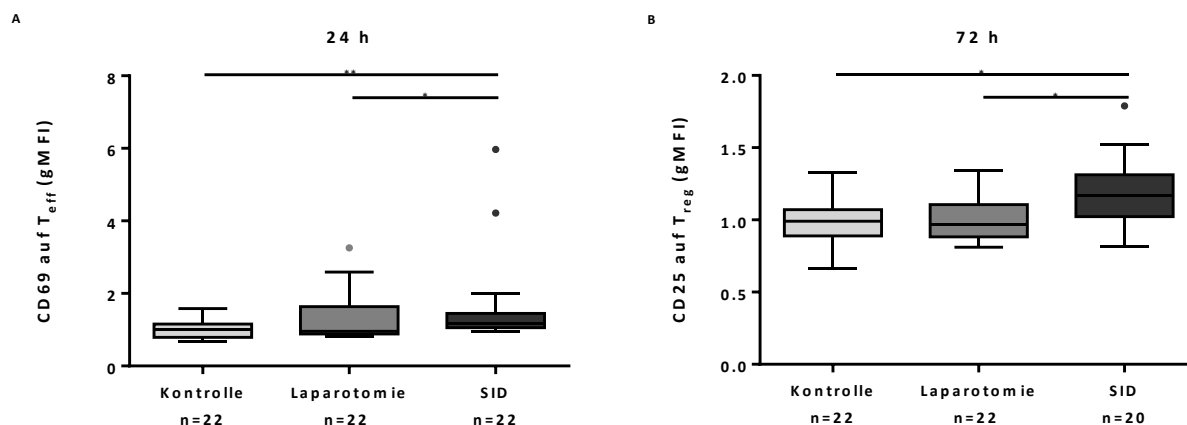 A
24 h
CD69 auf Teff (gMFI)
8
6
4
2
0
**
*
Kontrolle
Laparotomie
SID
n=22
n=22
n=22
B
72 h
CD25 auf Treg (gMFI)
2.0
1.5
1.0
0.5
0.0
*
*
Kontrolle
Laparotomie
SID
n=22
n=22
n=20